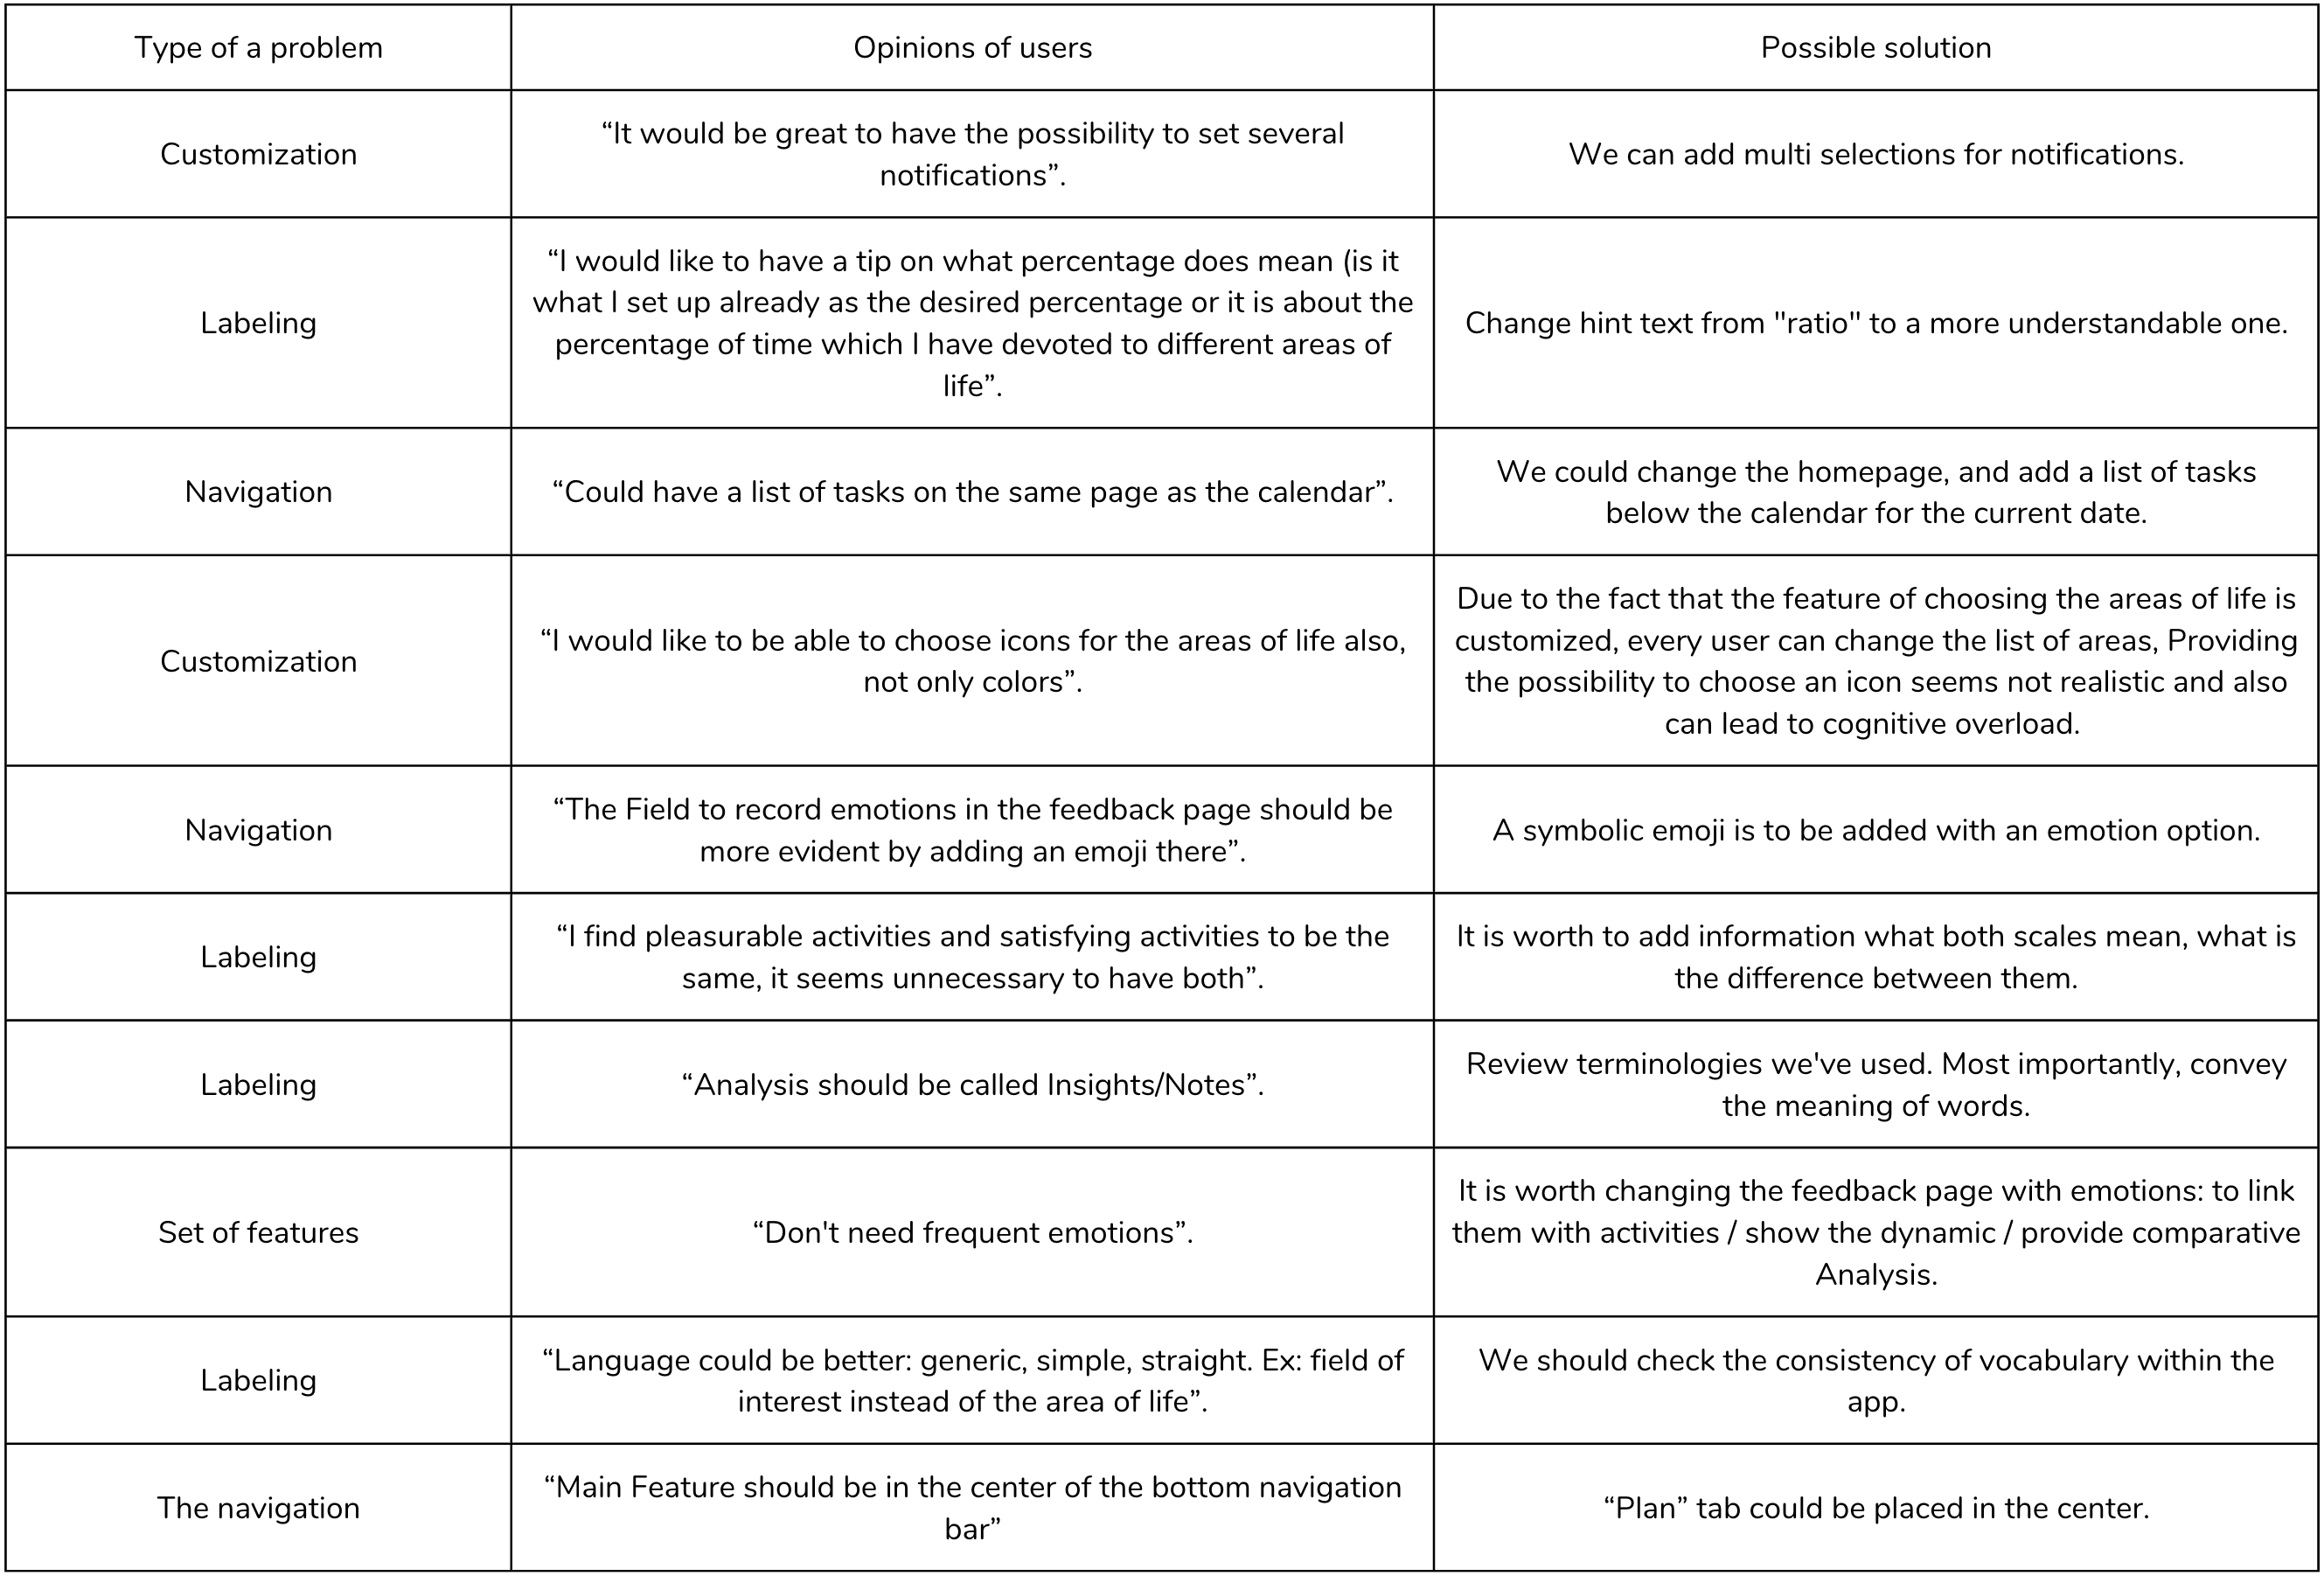 Type of a problem
Opinions of users
Possible solution
Customization
“It would be great to have the possibility to set several
notifications”.
We can add multi selections for notifications.
Labeling
“I would like to have a tip on what percentage does mean (is it
what I set up already as the desired percentage or it is about the
percentage of time which I have devoted to different areas of
life”.
Change hint text from "ratio" to a more understandable one.
Navigation
“Could have a list of tasks on the same page as the calendar”.
We could change the homepage, and add a list of tasks
below the calendar for the current date.
Customization
“I would like to be able to choose icons for the areas of life also,
not only colors”.
Due to the fact that the feature of choosing the areas of life is
customized, every user can change the list of areas, Providing
the possibility to choose an icon seems not realistic and also
can lead to cognitive overload.
Navigation
“The Field to record emotions in the feedback page should be
more evident by adding an emoji there”.
A symbolic emoji is to be added with an emotion option.
Labeling
“I find pleasurable activities and satisfying activities to be the
same, it seems unnecessary to have both”.
It is worth to add information what both scales mean, what is
the difference between them.
Labeling
“Analysis should be called Insights/Notes”.
Review terminologies we've used. Most importantly, convey
the meaning of words.
Set of features
“Don't need frequent emotions”.
It is worth changing the feedback page with emotions: to link
them with activities / show the dynamic / provide comparative
Analysis.
Labeling
“Language could be better: generic, simple, straight. Ex: field of
interest instead of the area of life”.
We should check the consistency of vocabulary within the
app.
The navigation
“Main Feature should be in the center of the bottom navigation
bar”
“Plan” tab could be placed in the center.